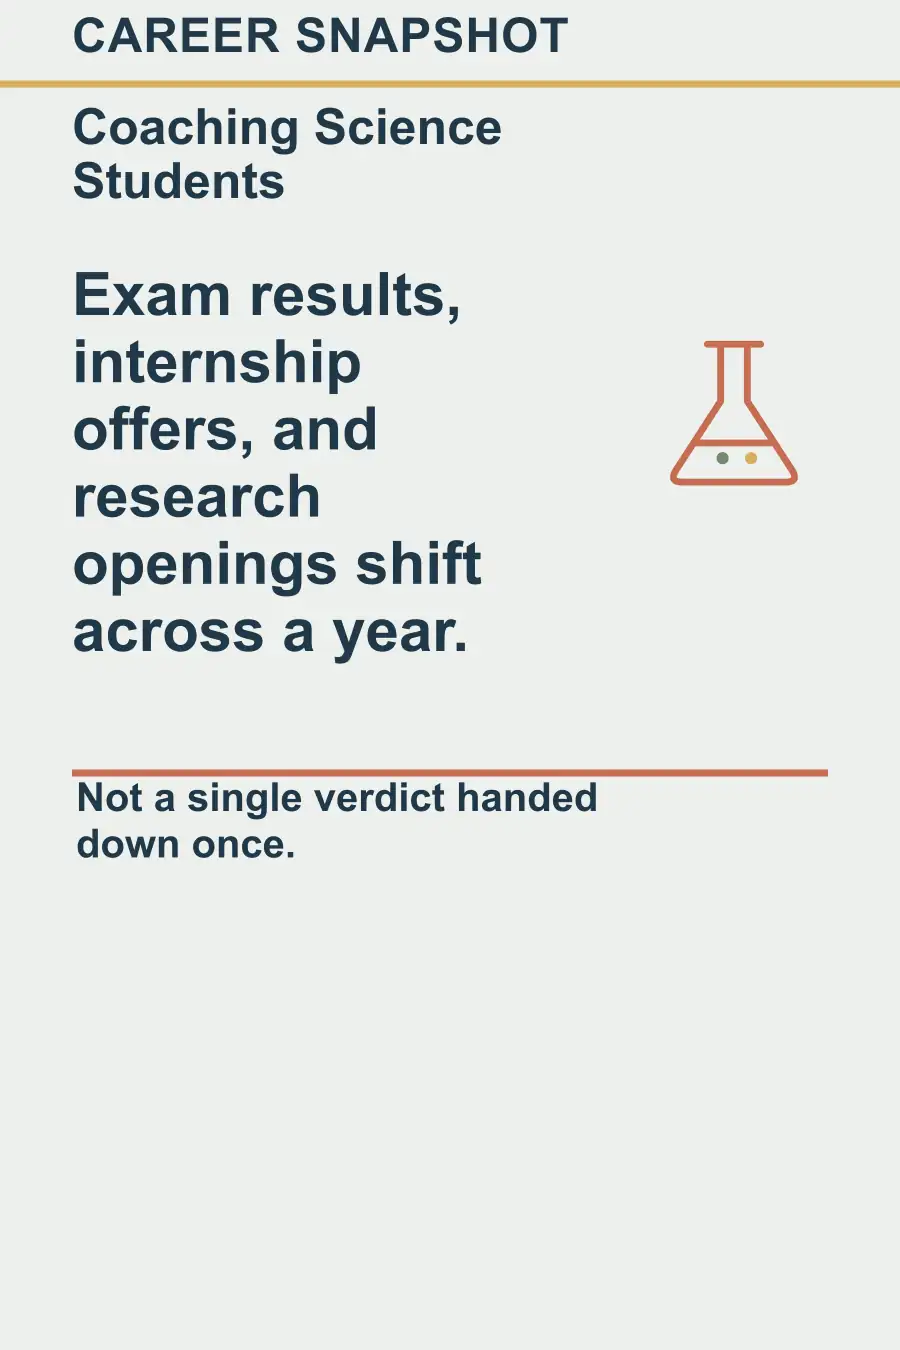 CAREER SNAPSHOT
Coaching Science
Students
Exam results,
internship
offers, and
research
openings shift
across a year.
Not a single verdict handed
down once.